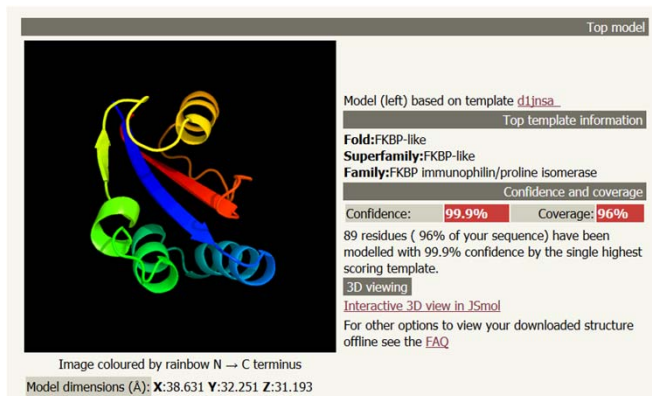 Top model
Model (left) based on template d1jnsa_
Top template information
Fold:FKBP-like
Superfamily:FKBP-like
Family:FKBP immunophilin/proline isomerase
Confidence and coverage
Confidence: 99.9% Coverage: 96%
89 residues ( 96% of your sequence) have been
modelled with 99.9% confidence by the single highest
scoring template.
3D viewing
Interactive 3D view in JSmol
For other options to view your downloaded structure
offline see the FAQ
Image coloured by rainbow N → C terminus
Model dimensions (Å): X:38.631 Y:32.251 Z:31.193